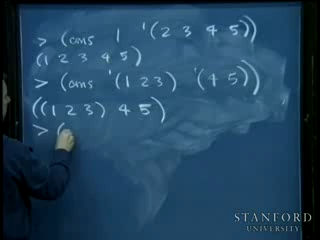 > (cons 1 '(2 3 4 5))
(1 2 3 4 5)
> (cons '(1 2 3) '(4 5))
((1 2 3) 4 5)
> (
STANFORD
UNIVERSITY